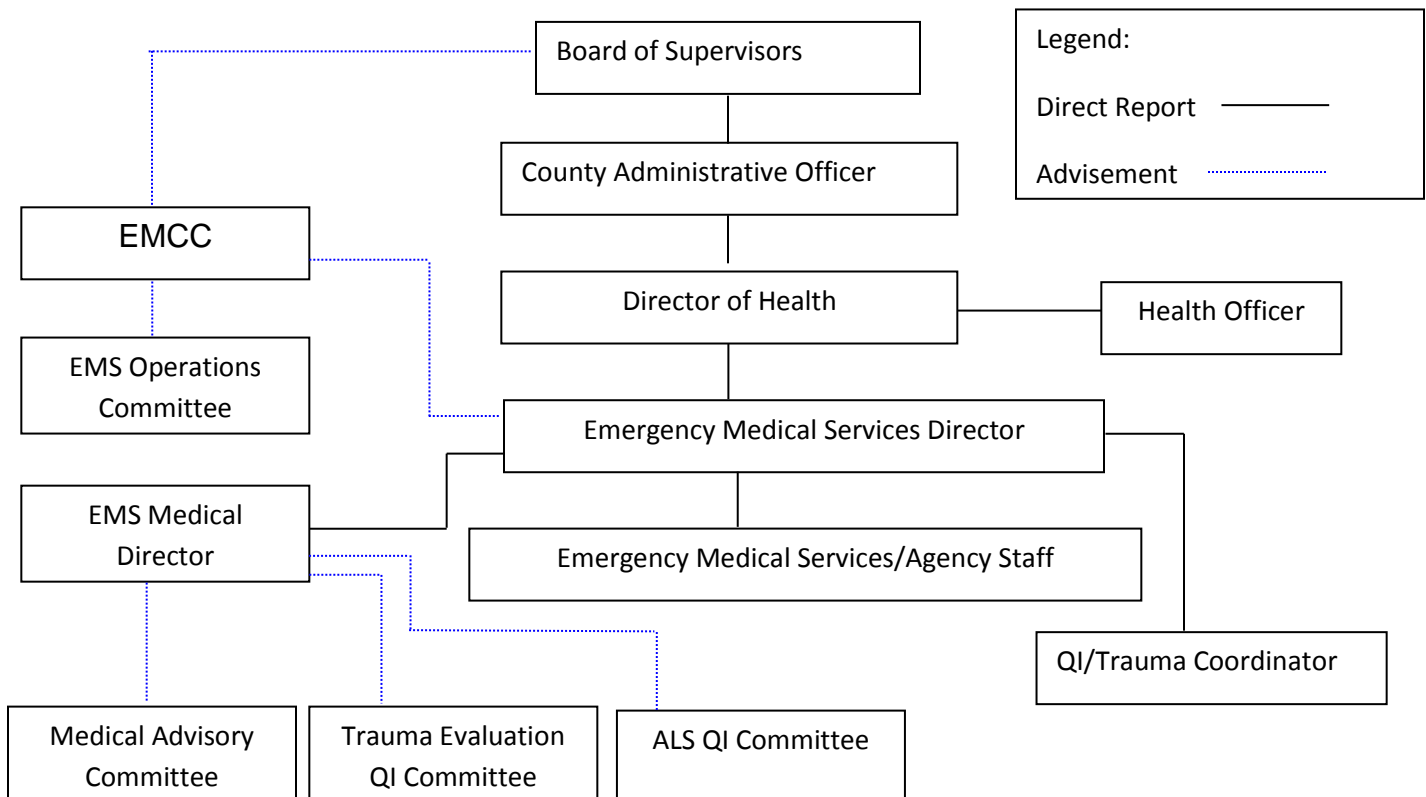 Board of Supervisors
Legend:
Direct Report
Advisement
County Administrative Officer
EMCC
Director of Health
Health Officer
EMS Operations
Committee
Emergency Medical Services Director
EMS Medical
Director
Emergency Medical Services/Agency Staff
QI/Trauma Coordinator
Medical Advisory
Committee
Trauma Evaluation
QI Committee
ALS QI Committee